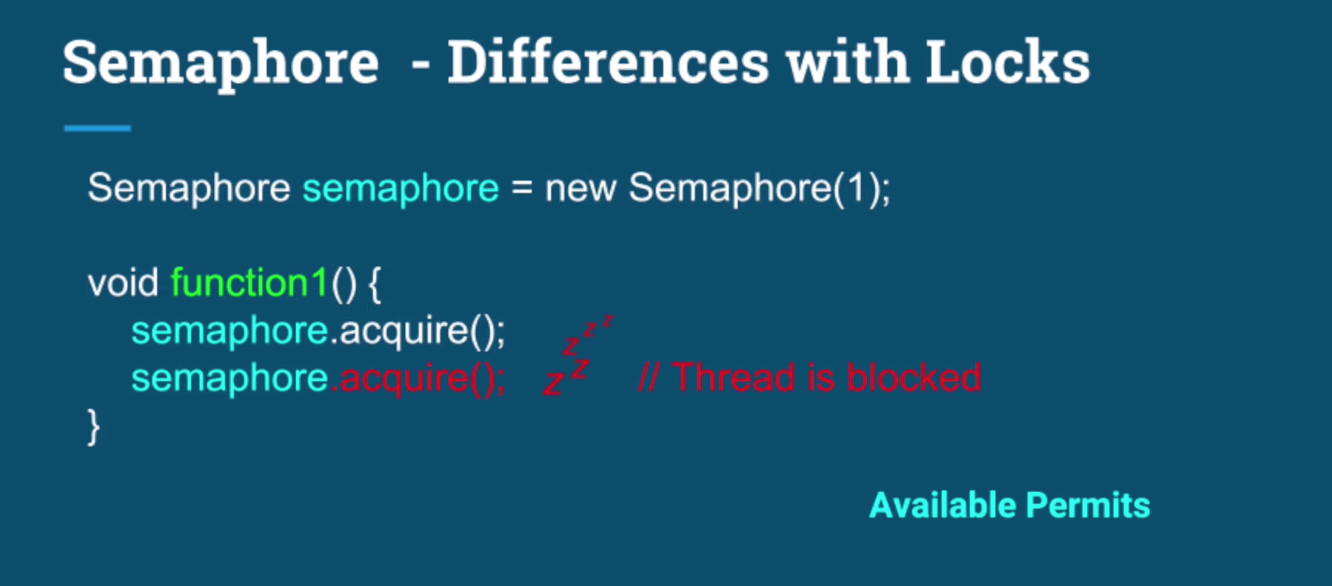 Semaphore - Differences with Locks
Semaphore semaphore = new Semaphore(1);
void function1() {
semaphore.acquire();
semaphore.acquire(); z z z z z // Thread is blocked
}
Available Permits